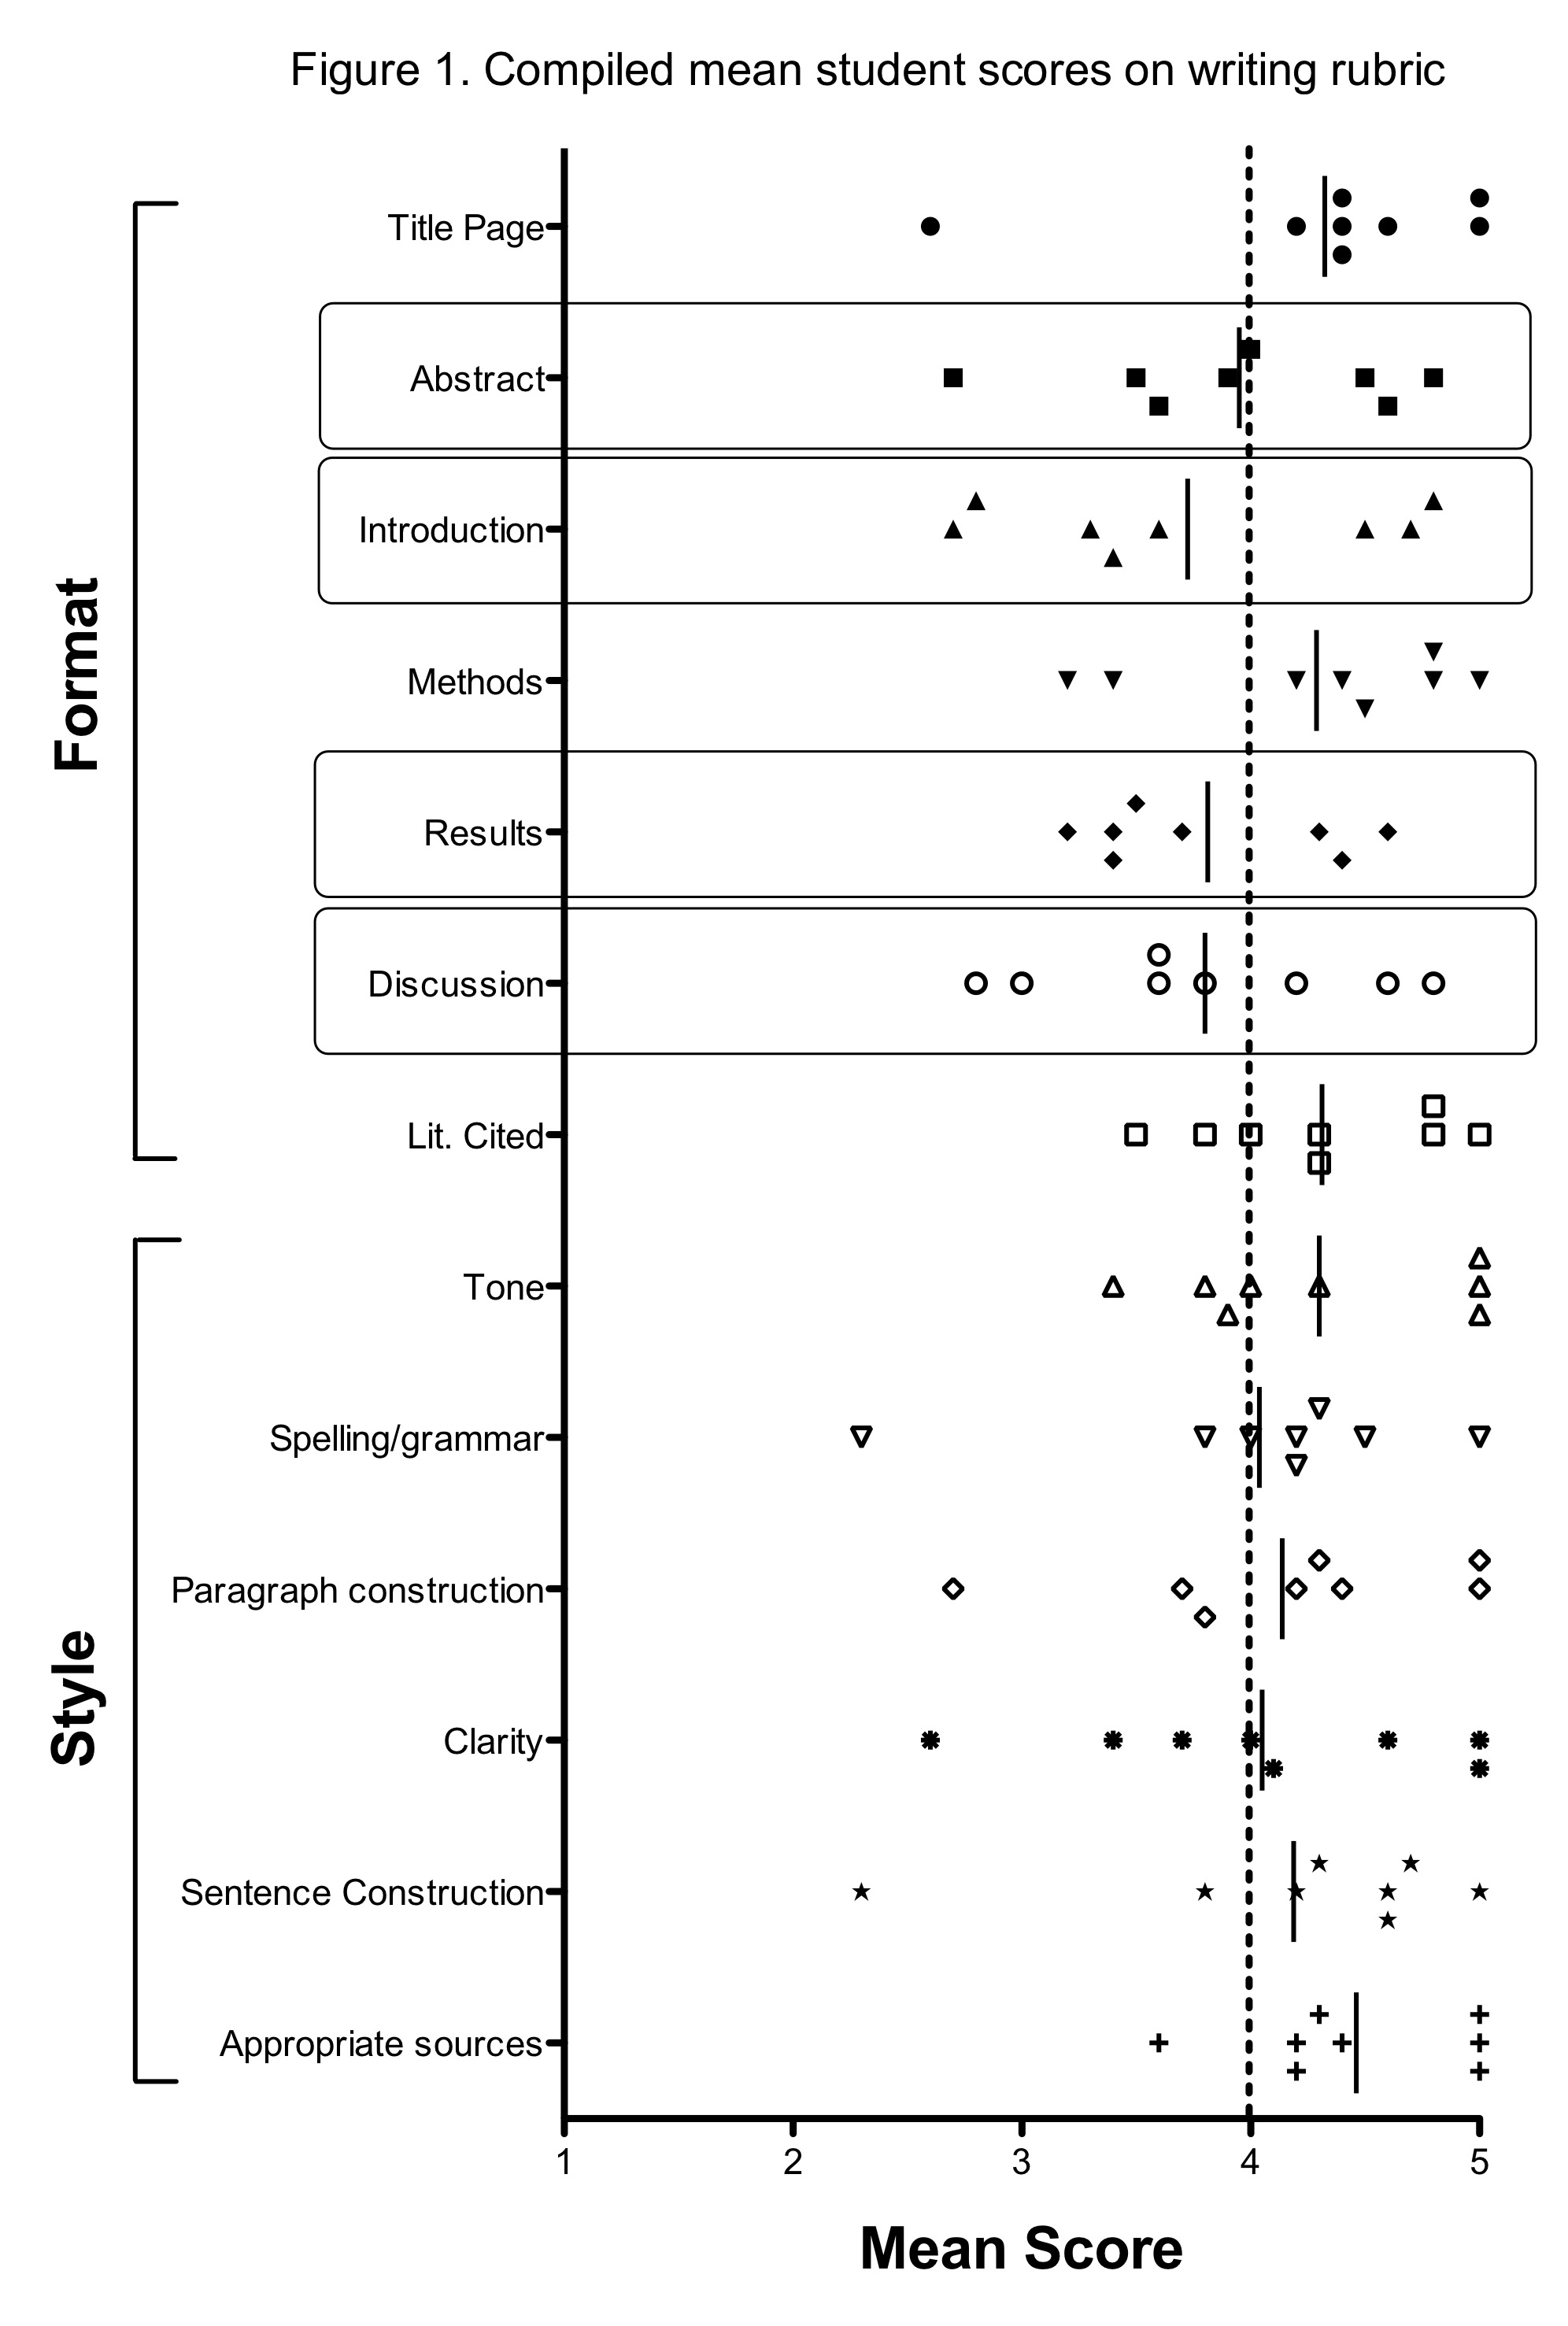 Figure 1. Compiled mean student scores on writing rubric
Format
Title Page
Abstract
Introduction
Methods
Results
Discussion
Lit. Cited
Style
Tone
Spelling/grammar
Paragraph construction
Clarity
Sentence Construction
Appropriate sources
1 2 3 4 5
Mean Score